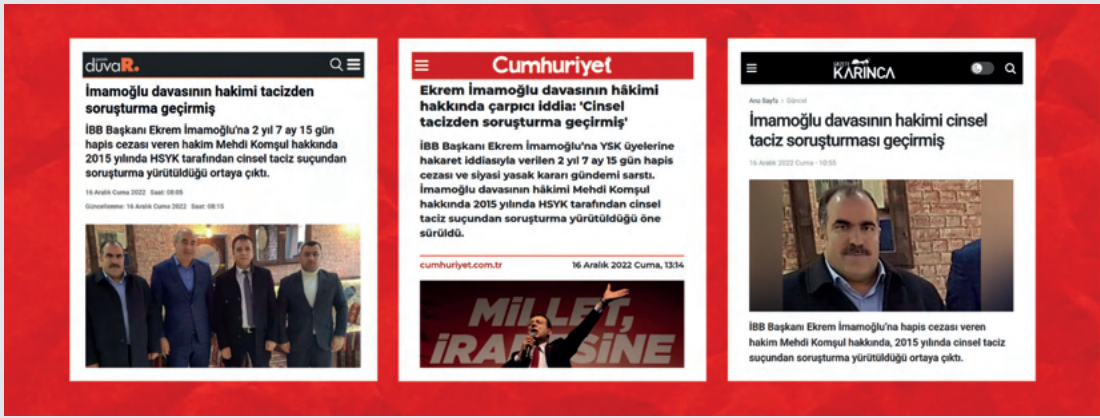 duvaR.
İmamoğlu davasının hakimi tacizden
soruşturma geçirmiş
İBB Başkanı Ekrem İmamoğlu'na 2 yıl 7 ay 15 gün
hapis cezası veren hakim Mehdi Komşul hakkında
2015 yılında HSYK tarafından cinsel taciz suçundan
soruşturma yürütüldüğü ortaya çıktı.
16 Aralık Cuma 2022 Saat: 08:05
Güncellenme: 16 Aralık Cuma 2022 Saat: 08:15
Cumhuriyet
Ekrem İmamoğlu davasının hâkimi
hakkında çarpıcı iddia: 'Cinsel
tacizden soruşturma geçirmiş'
İBB Başkanı Ekrem İmamoğlu'na YSK üyelerine
hakaret iddiasıyla verilen 2 yıl 7 ay 15 gün hapis
cezası ve siyasi yasak kararı gündemi sarstı.
İmamoğlu davasının hâkimi Mehdi Komşul
hakkında 2015 yılında HSYK tarafından cinsel
taciz suçundan soruşturma yürütüldüğü öne
sürüldü.
cumhuriyet.com.tr 16 Aralık 2022 Cuma, 13:14
MİLLET,
GAZETE
KARINCA
Ana Sayfa > Güncel
İmamoğlu davasının hakimi cinsel
taciz soruşturması geçirmiş
16 Aralık 2022 Cuma - 10:55
İBB Başkanı Ekrem İmamoğlu'na hapis cezası veren
hakim Mehdi Komşul hakkında, 2015 yılında cinsel taciz
suçundan soruşturma yürütüldüğü ortaya çıktı.